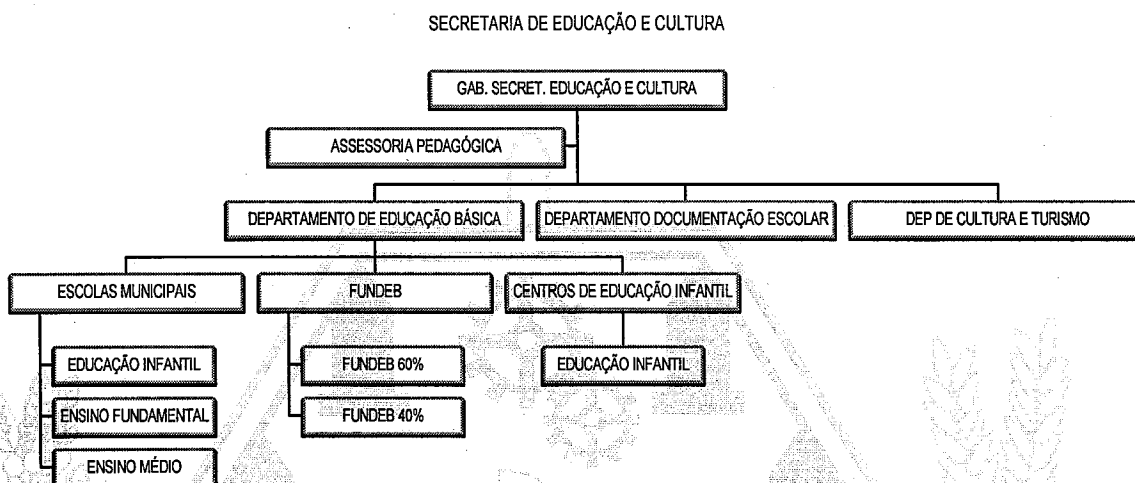 SECRETARIA DE EDUCAÇÃO E CULTURA
GAB. SECRET. EDUCAÇÃO E CULTURA
ASSESSORIA PEDAGÓGICA
DEPARTAMENTO DE EDUCAÇÃO BÁSICA
DEPARTAMENTO DOCUMENTAÇÃO ESCOLAR
DEP DE CULTURA E TURISMO
ESCOLAS MUNICIPAIS
FUNDEB
CENTROS DE EDUCAÇÃO INFANTIL
EDUCAÇÃO INFANTIL
FUNDEB 60%
EDUCAÇÃO INFANTIL
ENSINO FUNDAMENTAL
FUNDEB 40%
ENSINO MÉDIO